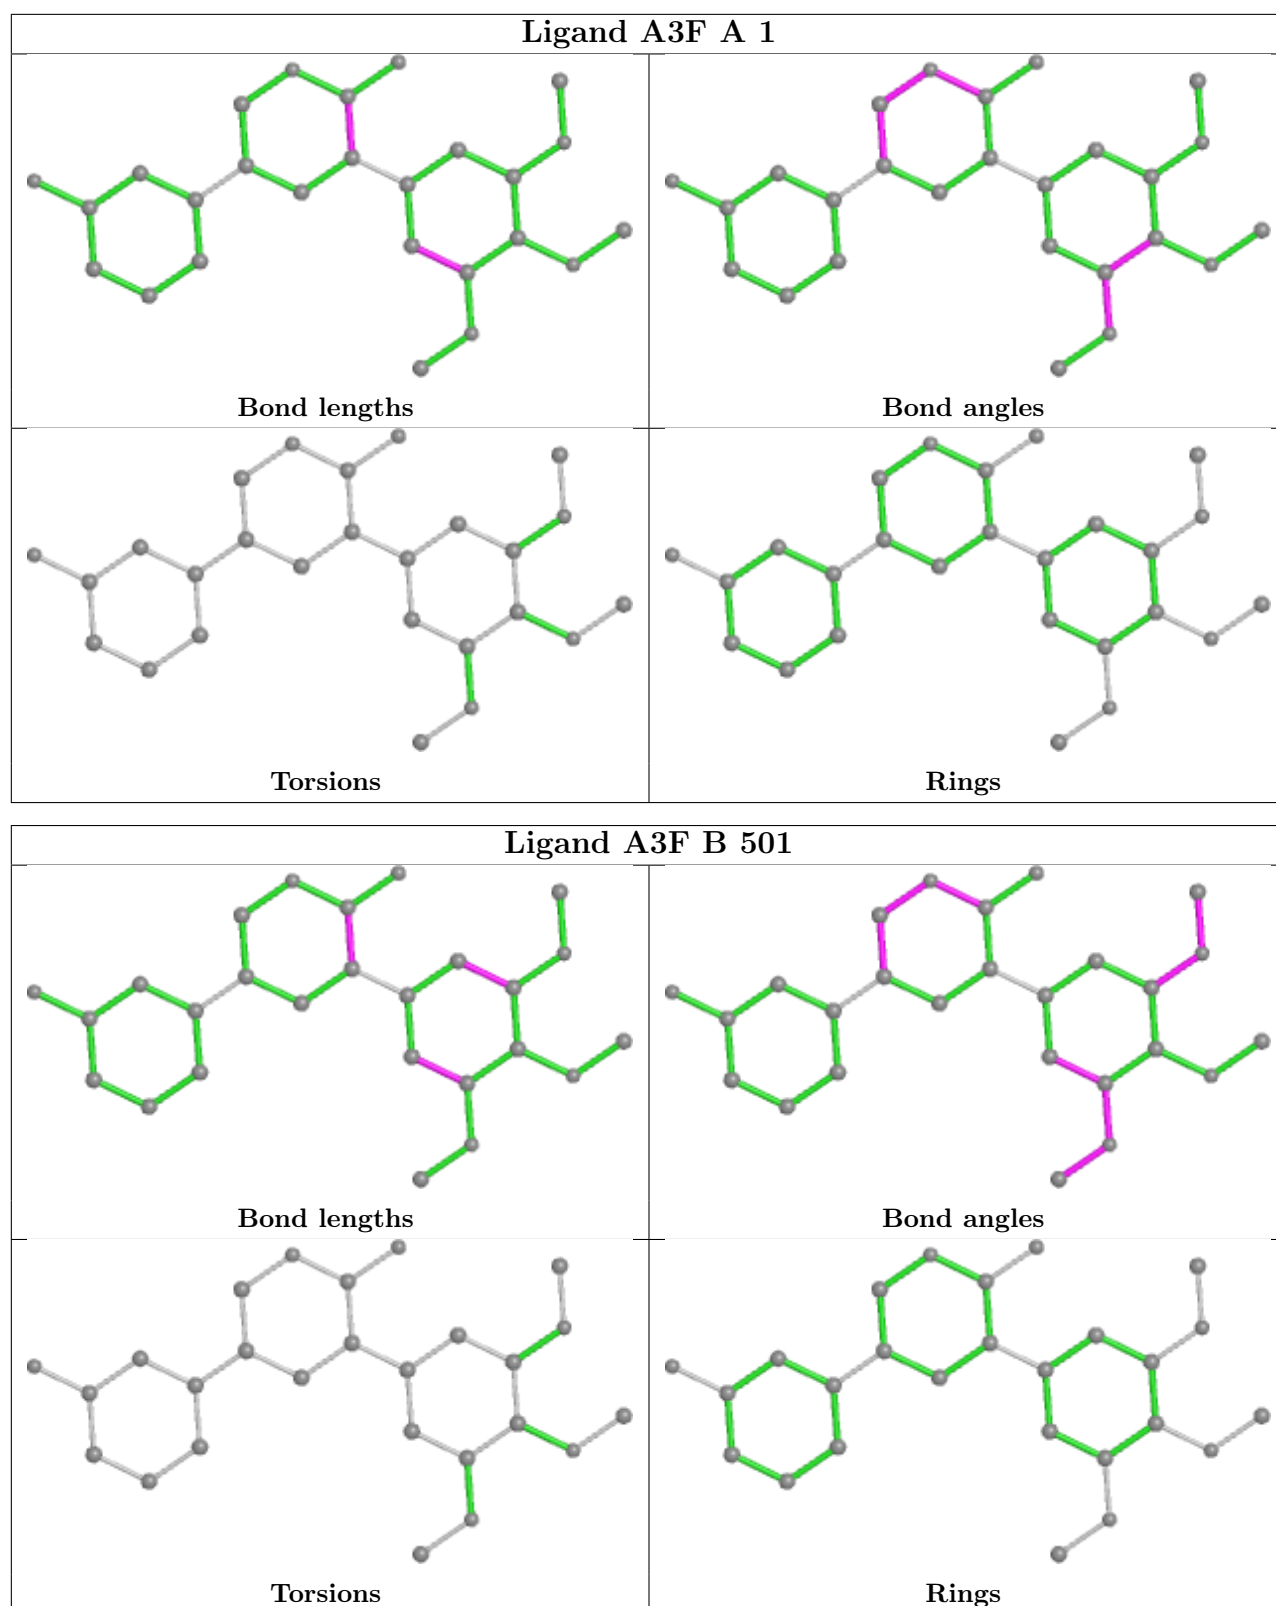 Ligand A3F A 1
Bond lengths
Bond angles
Torsions
Rings
Ligand A3F B 501
Bond lengths
Bond angles
Torsions
Rings